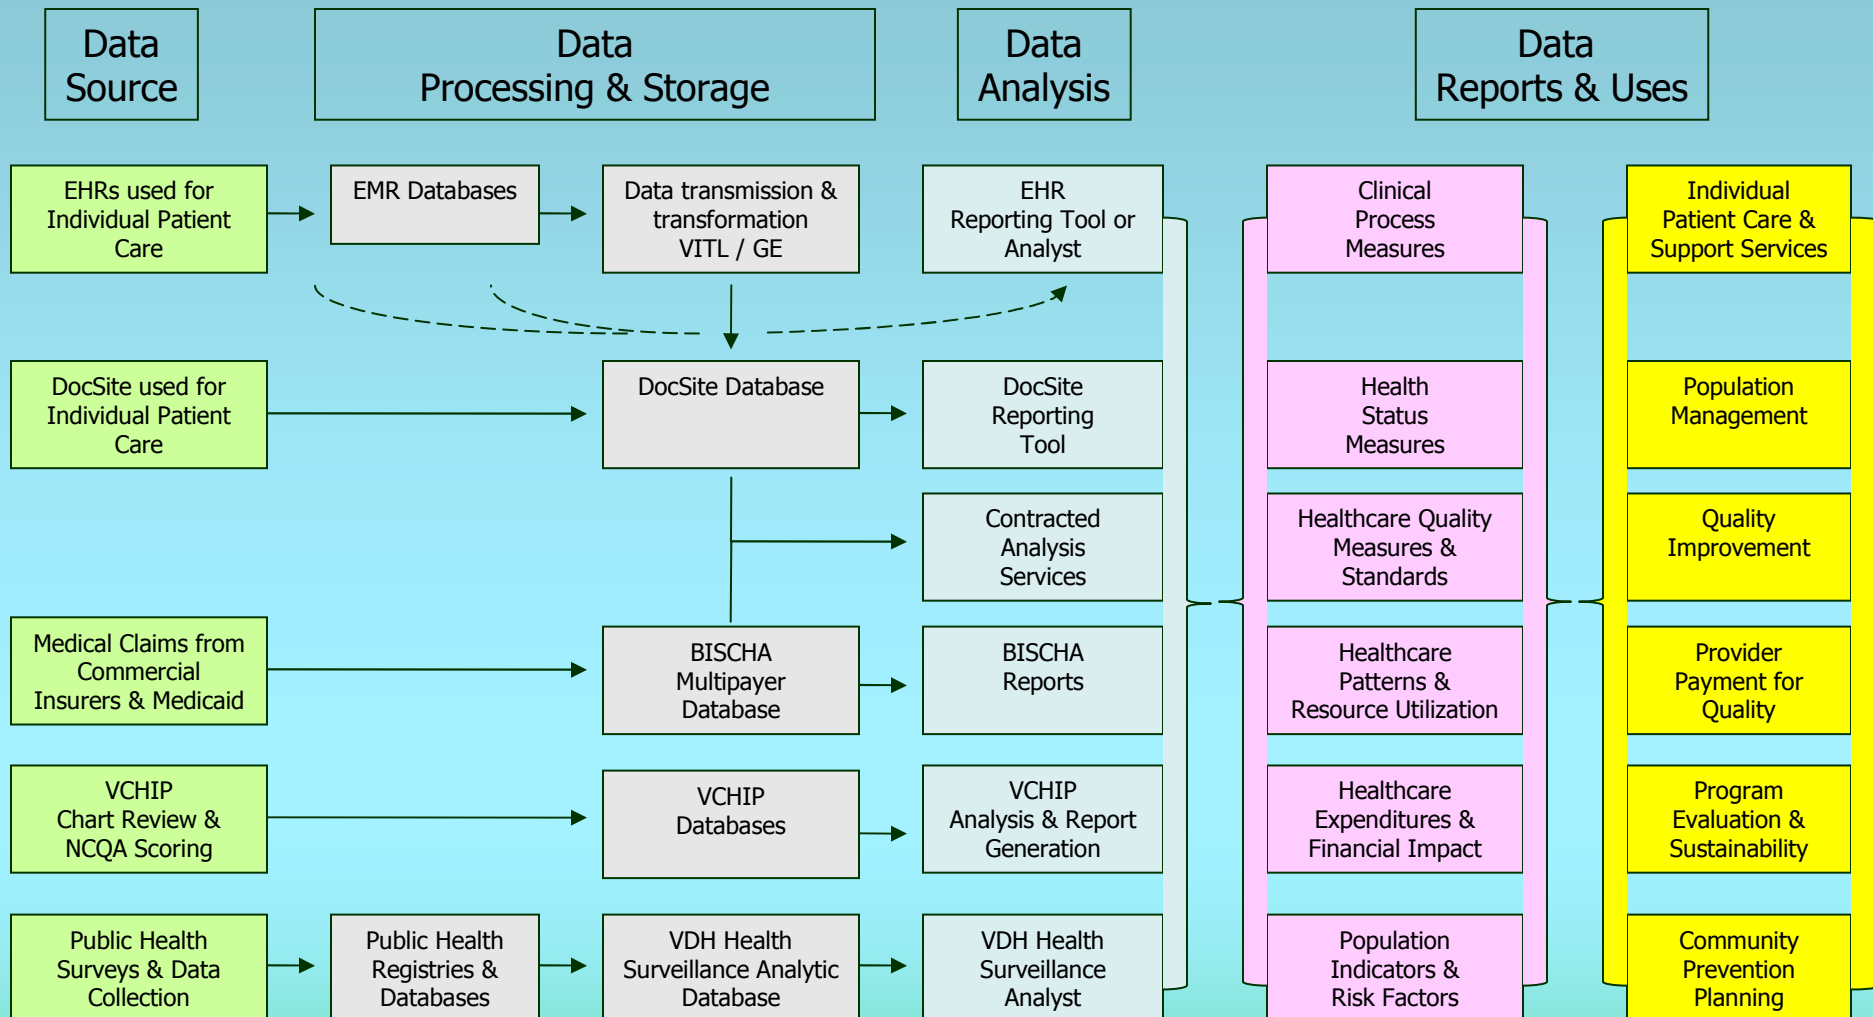 Data
Source
Data
Processing & Storage
Data
Analysis
Data
Reports & Uses
EHRs used for
Individual Patient
Care
EMR Databases
Data transmission &
transformation
VITL / GE
EHR
Reporting Tool or
Analyst
Clinical
Process
Measures
Individual
Patient Care &
Support Services
DocSite used for
Individual Patient
Care
DocSite Database
DocSite
Reporting
Tool
Health
Status
Measures
Population
Management
Contracted
Analysis
Services
Healthcare Quality
Measures &
Standards
Quality
Improvement
Medical Claims from
Commercial
Insurers & Medicaid
BISCHA
Multipayer
Database
BISCHA
Reports
Healthcare
Patterns &
Resource Utilization
Provider
Payment for
Quality
VCHIP
Chart Review &
NCQA Scoring
VCHIP
Databases
VCHIP
Analysis & Report
Generation
Healthcare
Expenditures &
Financial Impact
Program
Evaluation &
Sustainability
Public Health
Surveys & Data
Collection
Public Health
Registries &
Databases
VDH Health
Surveillance Analytic
Database
VDH Health
Surveillance
Analyst
Population
Indicators &
Risk Factors
Community
Prevention
Planning